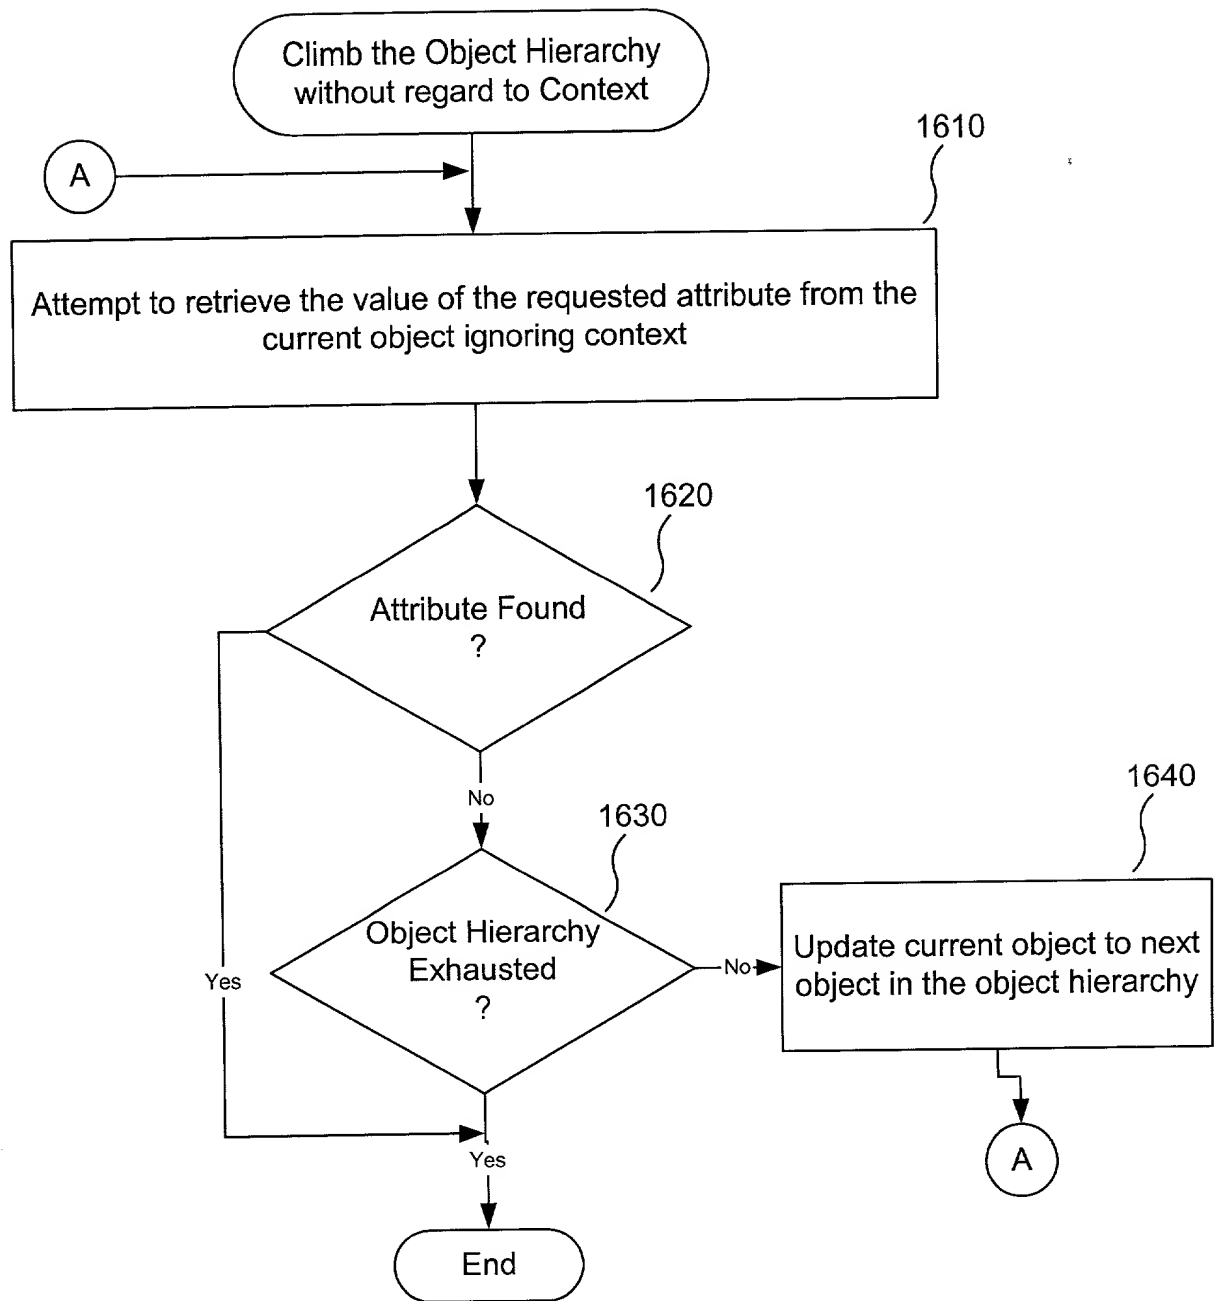 Climb the Object Hierarchy
without regard to Context
A
1610
Attempt to retrieve the value of the requested attribute from the
current object ignoring context
1620
Attribute Found
?
No
1630
1640
Object Hierarchy
Exhausted
?
Yes
No
Update current object to next
object in the object hierarchy
A
Yes
End